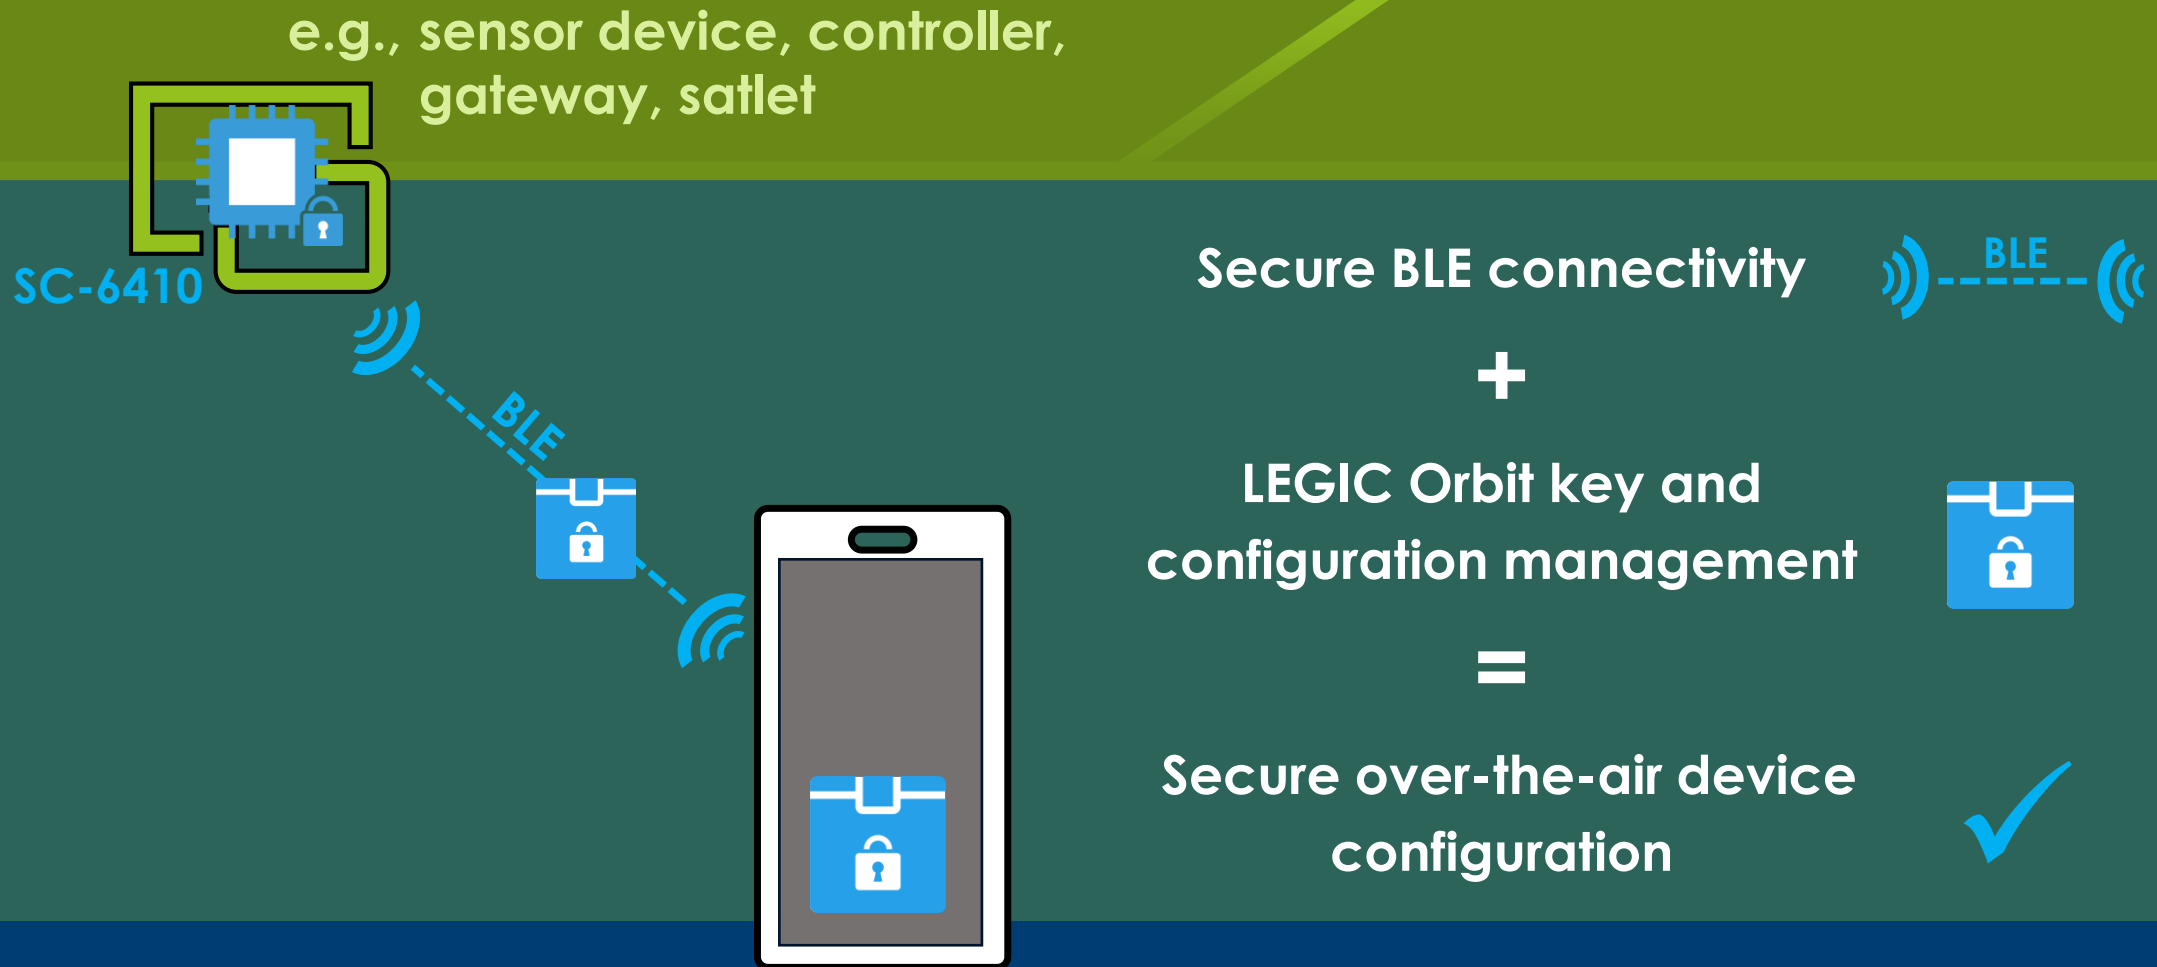 e.g., sensor device, controller,
gateway, satlet
SC-6410
BLE
Secure BLE connectivity
BLE
+
LEGIC Orbit key and
configuration management
=
Secure over-the-air device
configuration